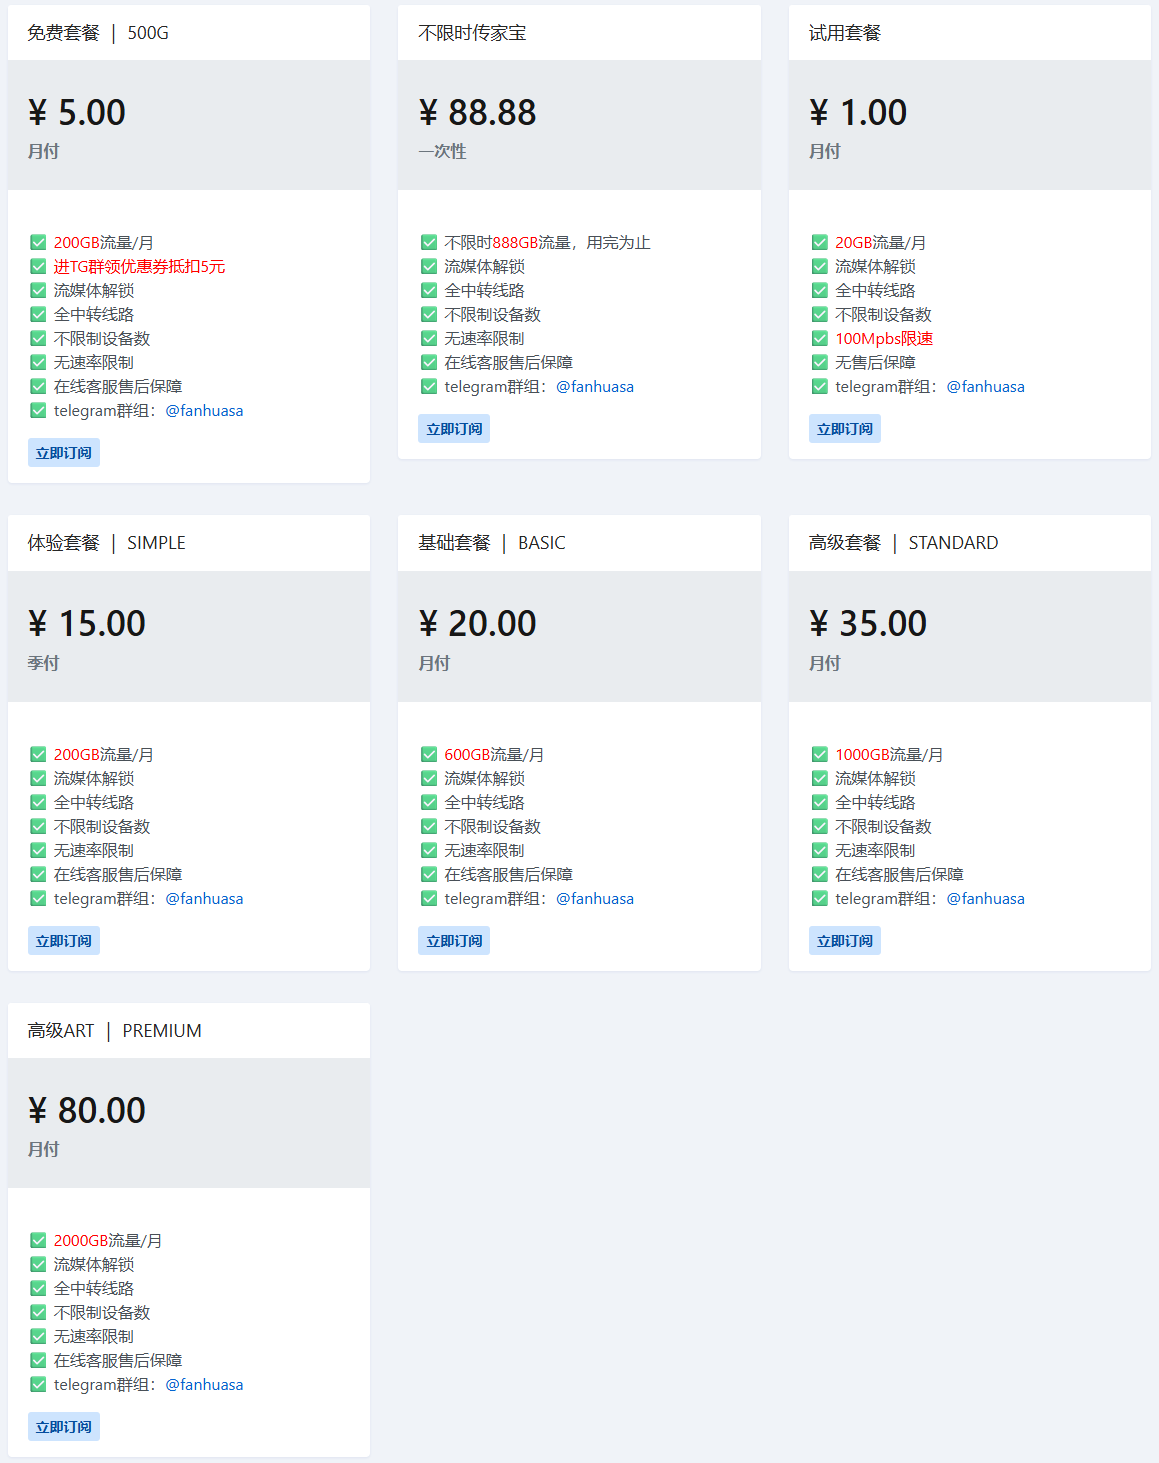 免费套餐 | 500G
¥ 5.00
月付
200GB流量/月
进TG群领优惠券抵扣5元
流媒体解锁
全中转线路
不限制设备数
无速率限制
在线客服售后保障
telegram群组：@fanhuasa
立即订阅
不限时传家宝
¥ 88.88
一次性
不限时888GB流量，用完为止
流媒体解锁
全中转线路
不限制设备数
无速率限制
在线客服售后保障
telegram群组：@fanhuasa
立即订阅
试用套餐
¥ 1.00
月付
20GB流量/月
流媒体解锁
全中转线路
不限制设备数
100Mpbs限速
无售后保障
telegram群组：@fanhuasa
立即订阅
体验套餐 | SIMPLE
¥ 15.00
季付
200GB流量/月
流媒体解锁
全中转线路
不限制设备数
无速率限制
在线客服售后保障
telegram群组：@fanhuasa
立即订阅
基础套餐 | BASIC
¥ 20.00
月付
600GB流量/月
流媒体解锁
全中转线路
不限制设备数
无速率限制
在线客服售后保障
telegram群组：@fanhuasa
立即订阅
高级套餐 | STANDARD
¥ 35.00
月付
1000GB流量/月
流媒体解锁
全中转线路
不限制设备数
无速率限制
在线客服售后保障
telegram群组：@fanhuasa
立即订阅
高级ART | PREMIUM
¥ 80.00
月付
2000GB流量/月
流媒体解锁
全中转线路
不限制设备数
无速率限制
在线客服售后保障
telegram群组：@fanhuasa
立即订阅